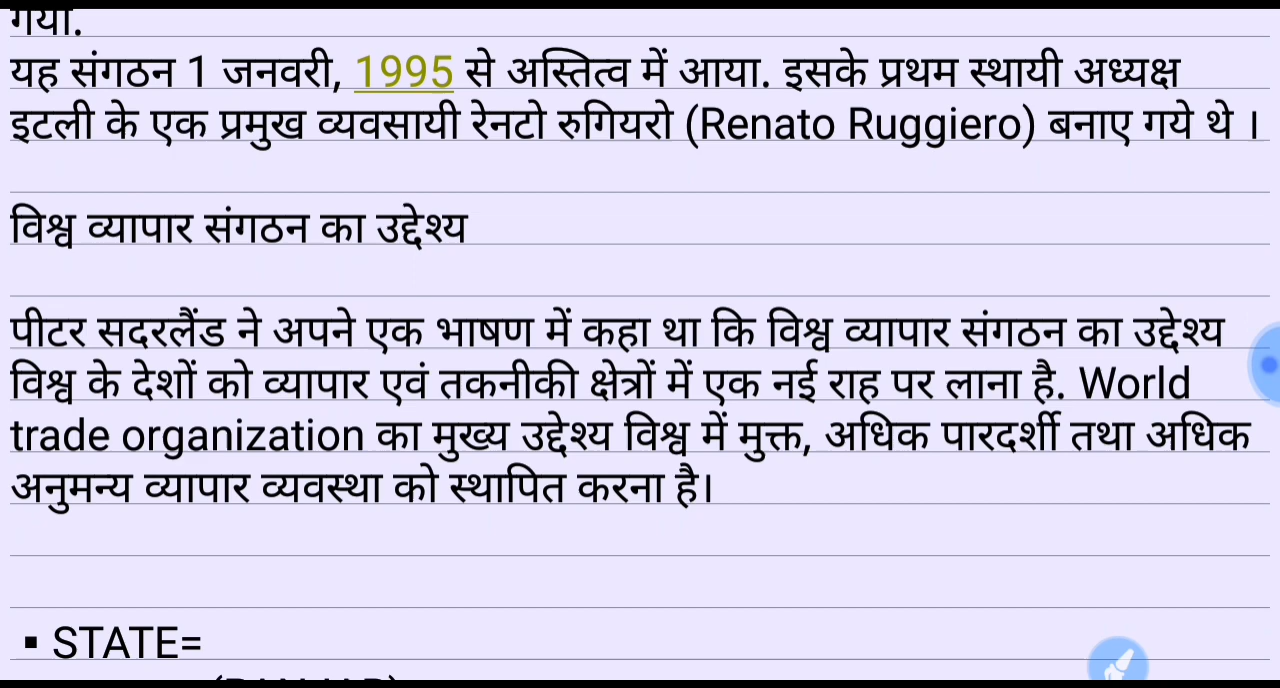 गया.
यह संगठन 1 जनवरी, 1995 से अस्तित्व में आया. इसके प्रथम स्थायी अध्यक्ष
इटली के एक प्रमुख व्यवसायी रेनटो रुगियरो (Renato Ruggiero) बनाए गये थे ।
विश्व व्यापार संगठन का उद्देश्य
पीटर सदरलैंड ने अपने एक भाषण में कहा था कि विश्व व्यापार संगठन का उद्देश्य
विश्व के देशों को व्यापार एवं तकनीकी क्षेत्रों में एक नई राह पर लाना है. World
trade organization का मुख्य उद्देश्य विश्व में मुक्त, अधिक पारदर्शी तथा अधिक
अनुमन्य व्यापार व्यवस्था को स्थापित करना है।
▪ STATE=